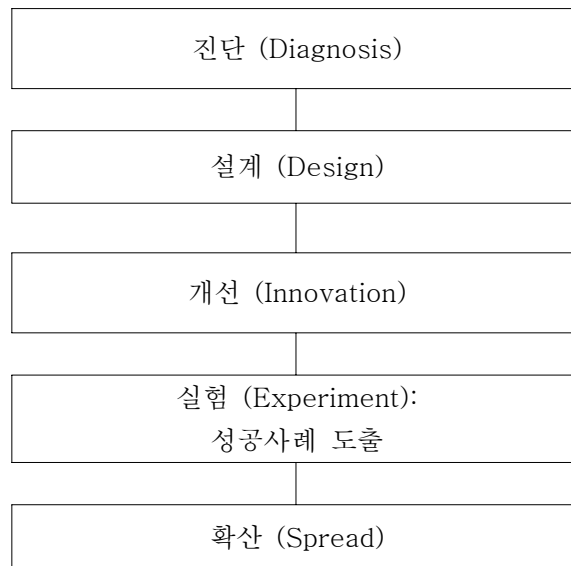 진단 (Diagnosis)
설계 (Design)
개선 (Innovation)
실험 (Experiment):
성공사례 도출
확산 (Spread)